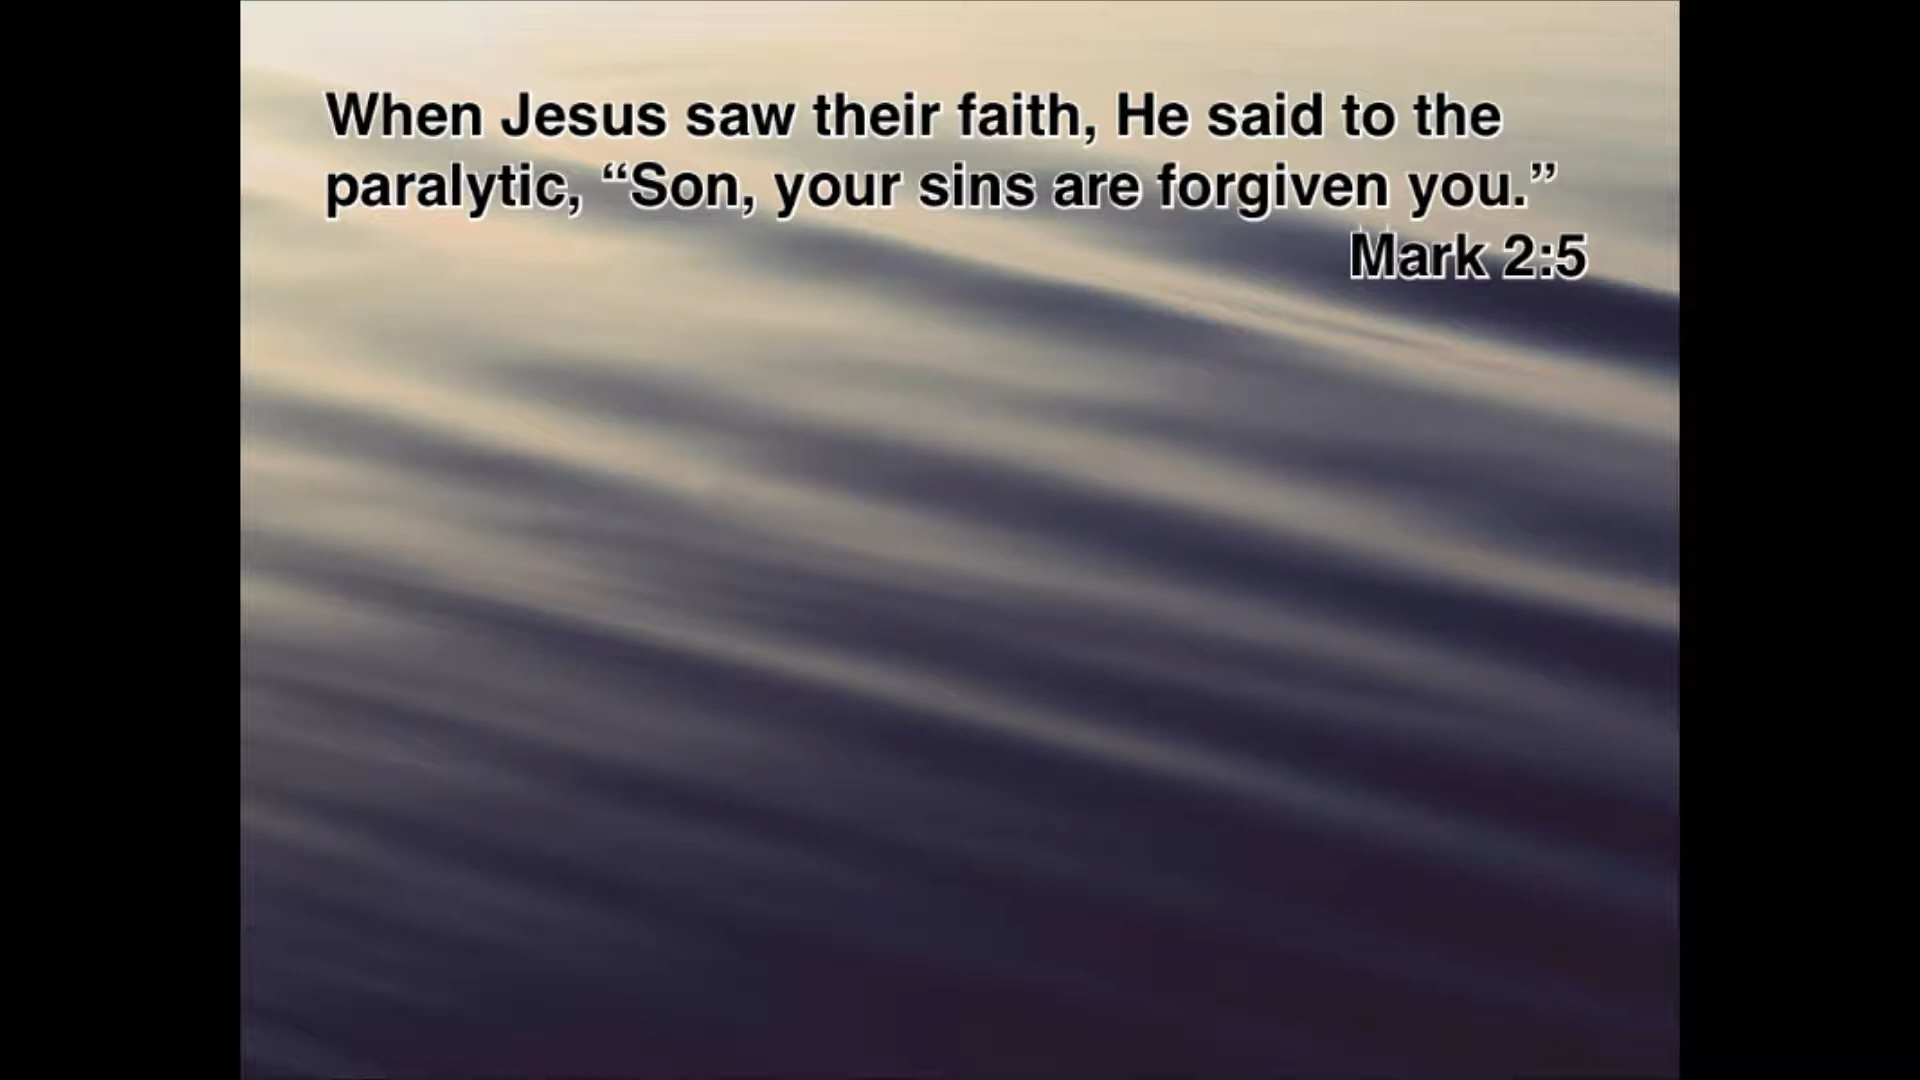 When Jesus saw their faith, He said to the
paralytic, “Son, your sins are forgiven you.”
Mark 2:5